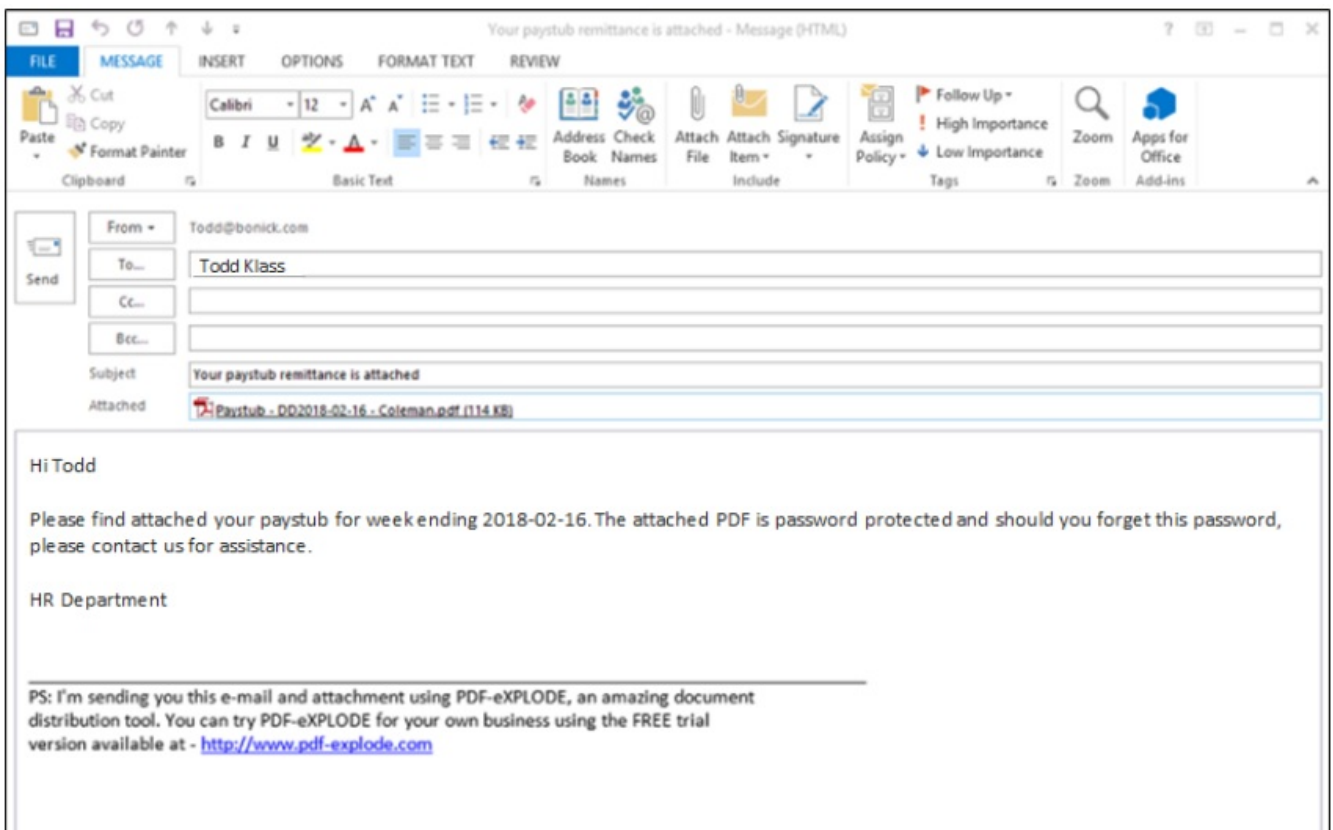 Your paystub remittance is attached - Message (HTML)
?
FILE MESSAGE INSERT OPTIONS FORMAT TEXT REVIEW
Paste
Cut
Copy
Format Painter
Clipboard
Calibri 12 A A
B I U A
Basic Text
Address Book
Check Names
Names
Attach File
Attach Item
Signature
Include
Assign Policy
Follow Up
High Importance
Low Importance
Tags
Zoom
Zoom
Apps for Office
Add-ins
Send
From Todd@bonick.com
To... Todd Klass
Cc...
Bcc...
Subject Your paystub remittance is attached
Attached Paystub - DD2018-02-16 - Coleman.pdf (114 KB)
Hi Todd
Please find attached your paystub for week ending 2018-02-16. The attached PDF is password protected and should you forget this password,
please contact us for assistance.
HR Department
PS: I'm sending you this e-mail and attachment using PDF-eXPLODE, an amazing document
distribution tool. You can try PDF-eXPLODE for your own business using the FREE trial
version available at - http://www.pdf-explode.com